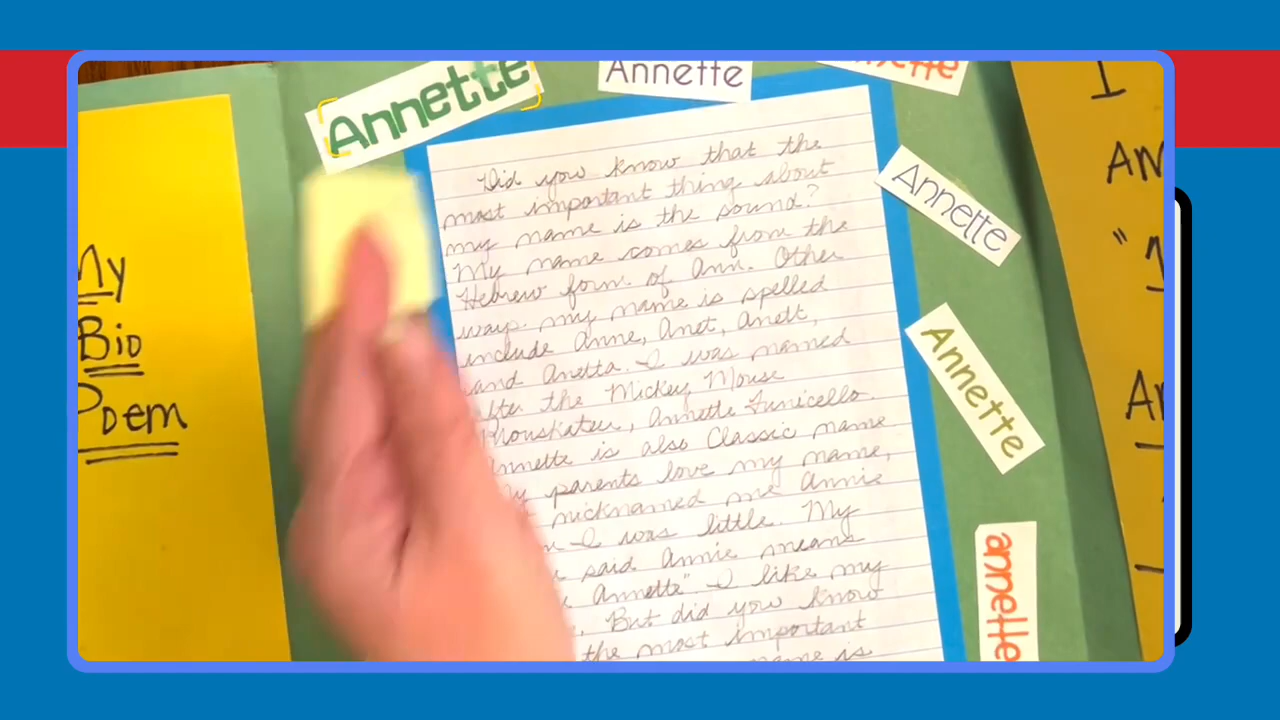 Annette
Annette
Annette
My
Bio
Poem
Did you know that the
most important thing about
my name is the sound?
My name comes from the
Hebrew form of Ann. Other
ways my name is spelled
include Anne, Anet, Anett,
and Anetta. I was named
the Mickey Mouse
Mouskateer, Annette Funicello.
is also Classic name
parents love my name,
nicknamed me Annie
I was little. My
said Annie means
Annette". I like my
But did you know
the most important
name is
Annette
Annette
annette
I